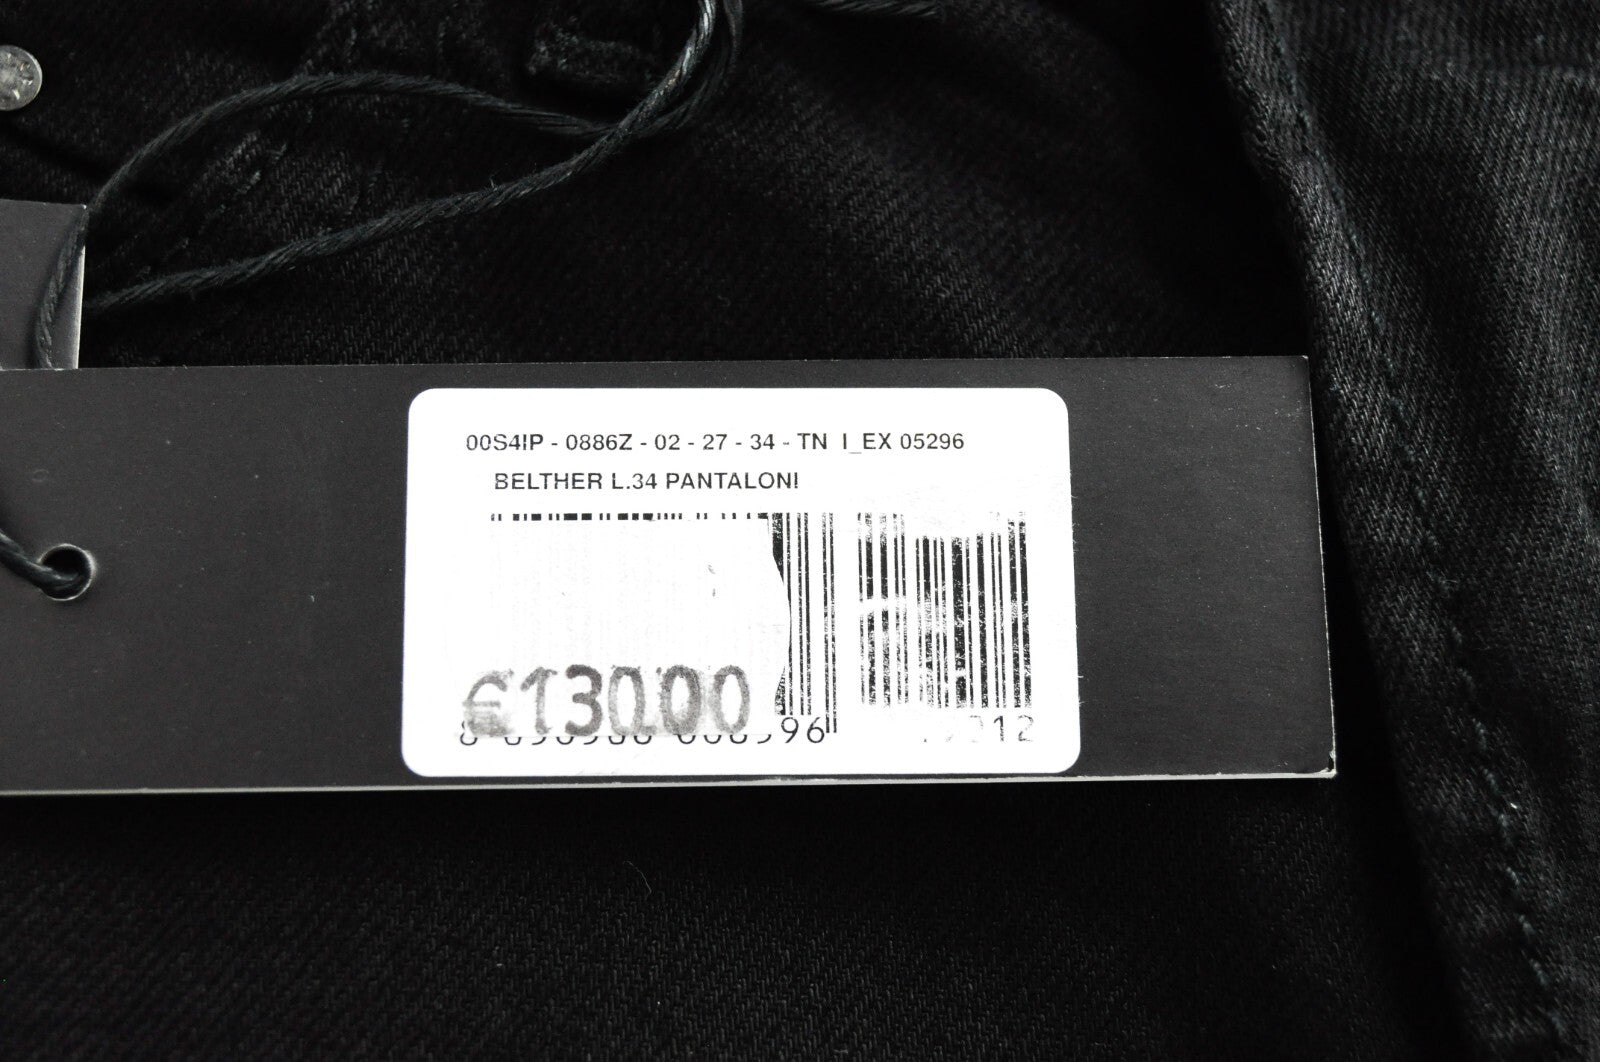 00S4IP - 0886Z - 02 - 27 - 34 - TN I_EX 05296
BELTHER L.34 PANTALONI
€130.00